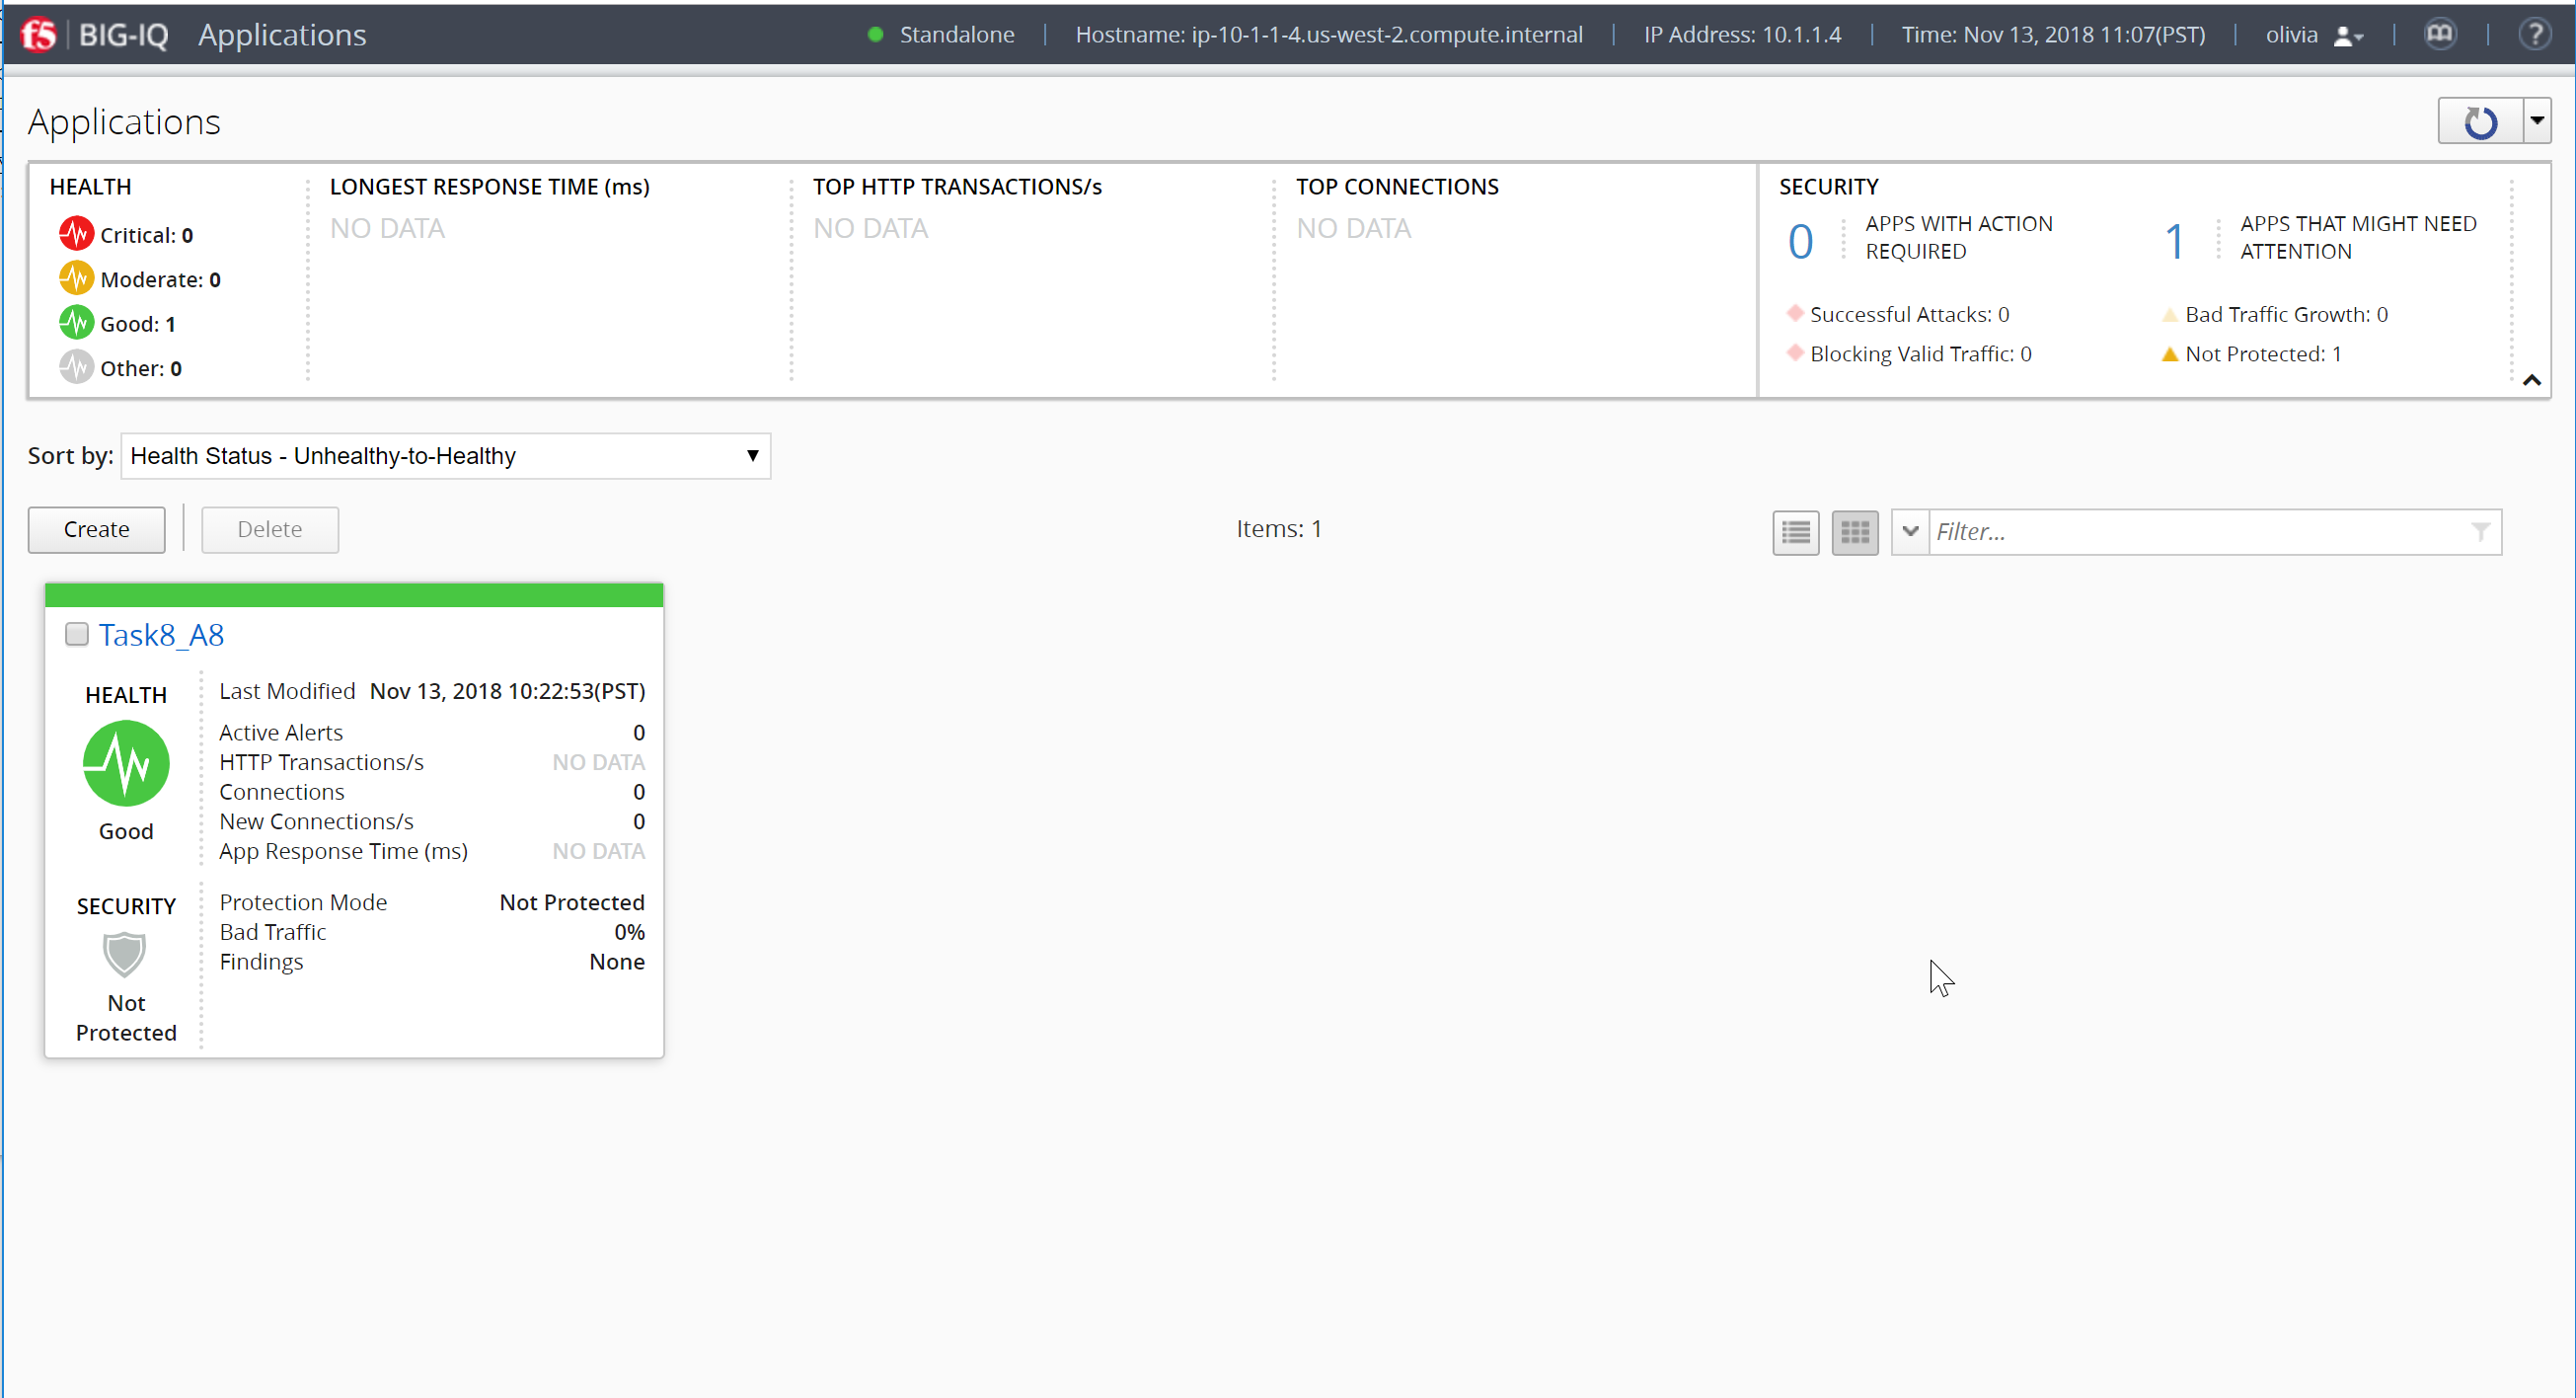 f5 BIG-IQ Applications Standalone Hostname: ip-10-1-1-4.us-west-2.compute.internal IP Address: 10.1.1.4 Time: Nov 13, 2018 11:07(PST) olivia ?
Applications
HEALTH
Critical: 0
Moderate: 0
Good: 1
Other: 0
LONGEST RESPONSE TIME (ms)
NO DATA
TOP HTTP TRANSACTIONS/s
NO DATA
TOP CONNECTIONS
NO DATA
SECURITY
0 APPS WITH ACTION
REQUIRED
1 APPS THAT MIGHT NEED
ATTENTION
Successful Attacks: 0
Bad Traffic Growth: 0
Blocking Valid Traffic: 0
Not Protected: 1
Sort by: Health Status - Unhealthy-to-Healthy
Create Delete Items: 1 Filter...
Task8_A8
HEALTH
Good
Last Modified Nov 13, 2018 10:22:53(PST)
Active Alerts 0
HTTP Transactions/s NO DATA
Connections 0
New Connections/s 0
App Response Time (ms) NO DATA
SECURITY
Not
Protected
Protection Mode Not Protected
Bad Traffic 0%
Findings None